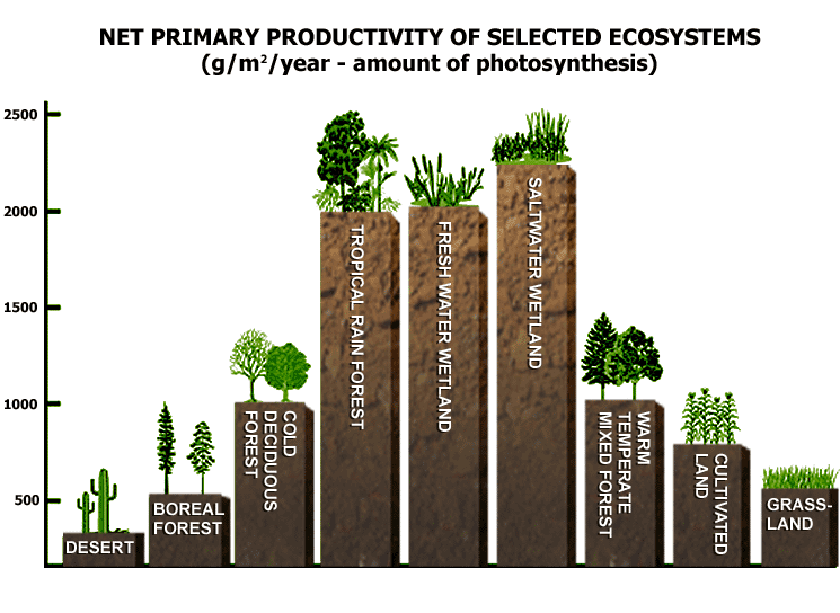 NET PRIMARY PRODUCTIVITY OF SELECTED ECOSYSTEMS
(g/m²/year - amount of photosynthesis)
2500
2000
1500
1000
500
DESERT
BOREAL
FOREST
COLD
DECIDUOUS
FOREST
TROPICAL RAIN FOREST
FRESH WATER WETLAND
SALTWATER WETLAND
WARM
TEMPERATE
MIXED FOREST
CULTIVATED
LAND
GRASS-
LAND